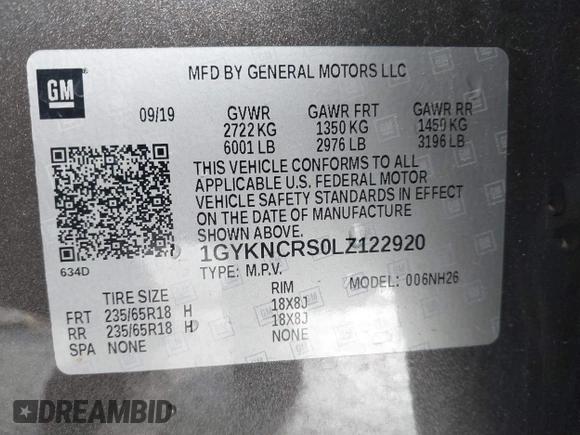 GM
MFD BY GENERAL MOTORS LLC
09/19 GVWR GAWR FRT GAWR RR
2722 KG 1350 KG 1450 KG
6001 LB 2976 LB 3196 LB
THIS VEHICLE CONFORMS TO ALL
APPLICABLE U.S. FEDERAL MOTOR
VEHICLE SAFETY STANDARDS IN EFFECT
ON THE DATE OF MANUFACTURE
SHOWN ABOVE.
1GYKNCRS0LZ122920
634D
TYPE: M.P.V. MODEL: 006NH26
TIRE SIZE RIM
FRT 235/65R18 H 18X8J
RR 235/65R18 H 18X8J
SPA NONE NONE
DREAMBID